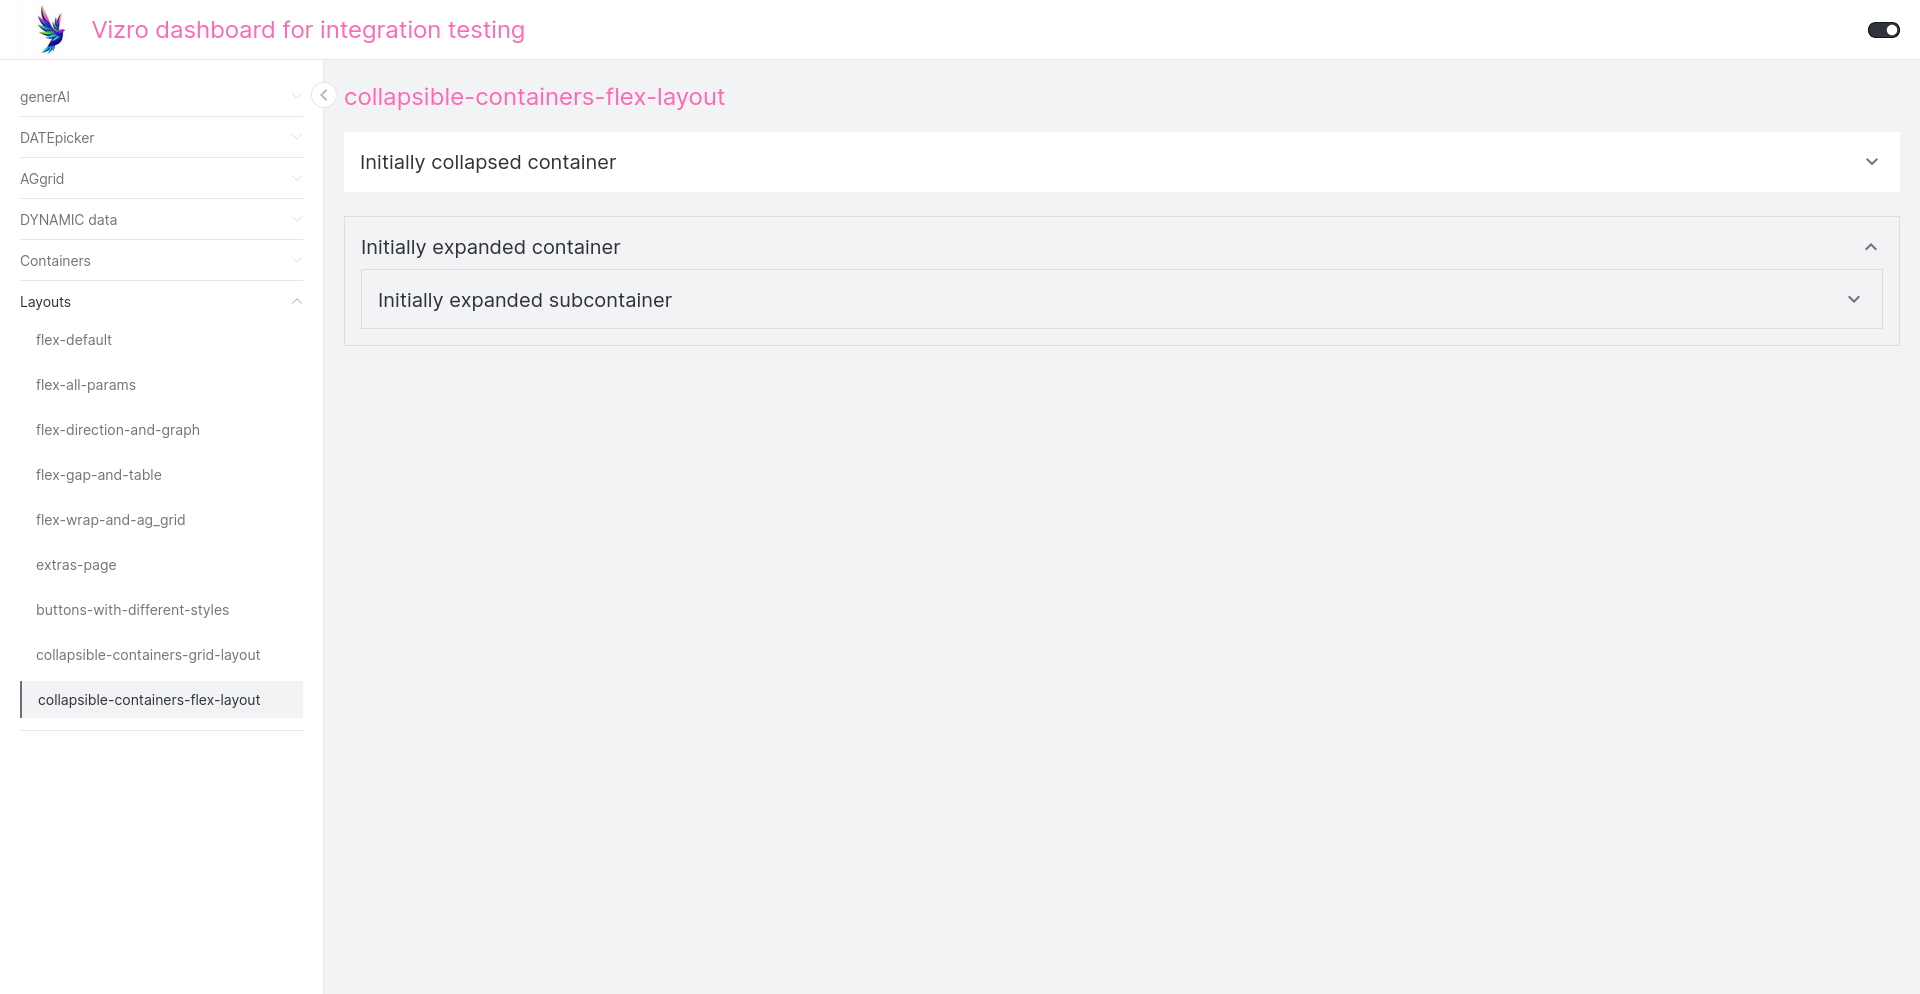 Vizro dashboard for integration testing
generAI
DATEpicker
AGgrid
DYNAMIC data
Containers
Layouts
flex-default
flex-all-params
flex-direction-and-graph
flex-gap-and-table
flex-wrap-and-ag_grid
extras-page
buttons-with-different-styles
collapsible-containers-grid-layout
collapsible-containers-flex-layout
collapsible-containers-flex-layout
Initially collapsed container
Initially expanded container
Initially expanded subcontainer